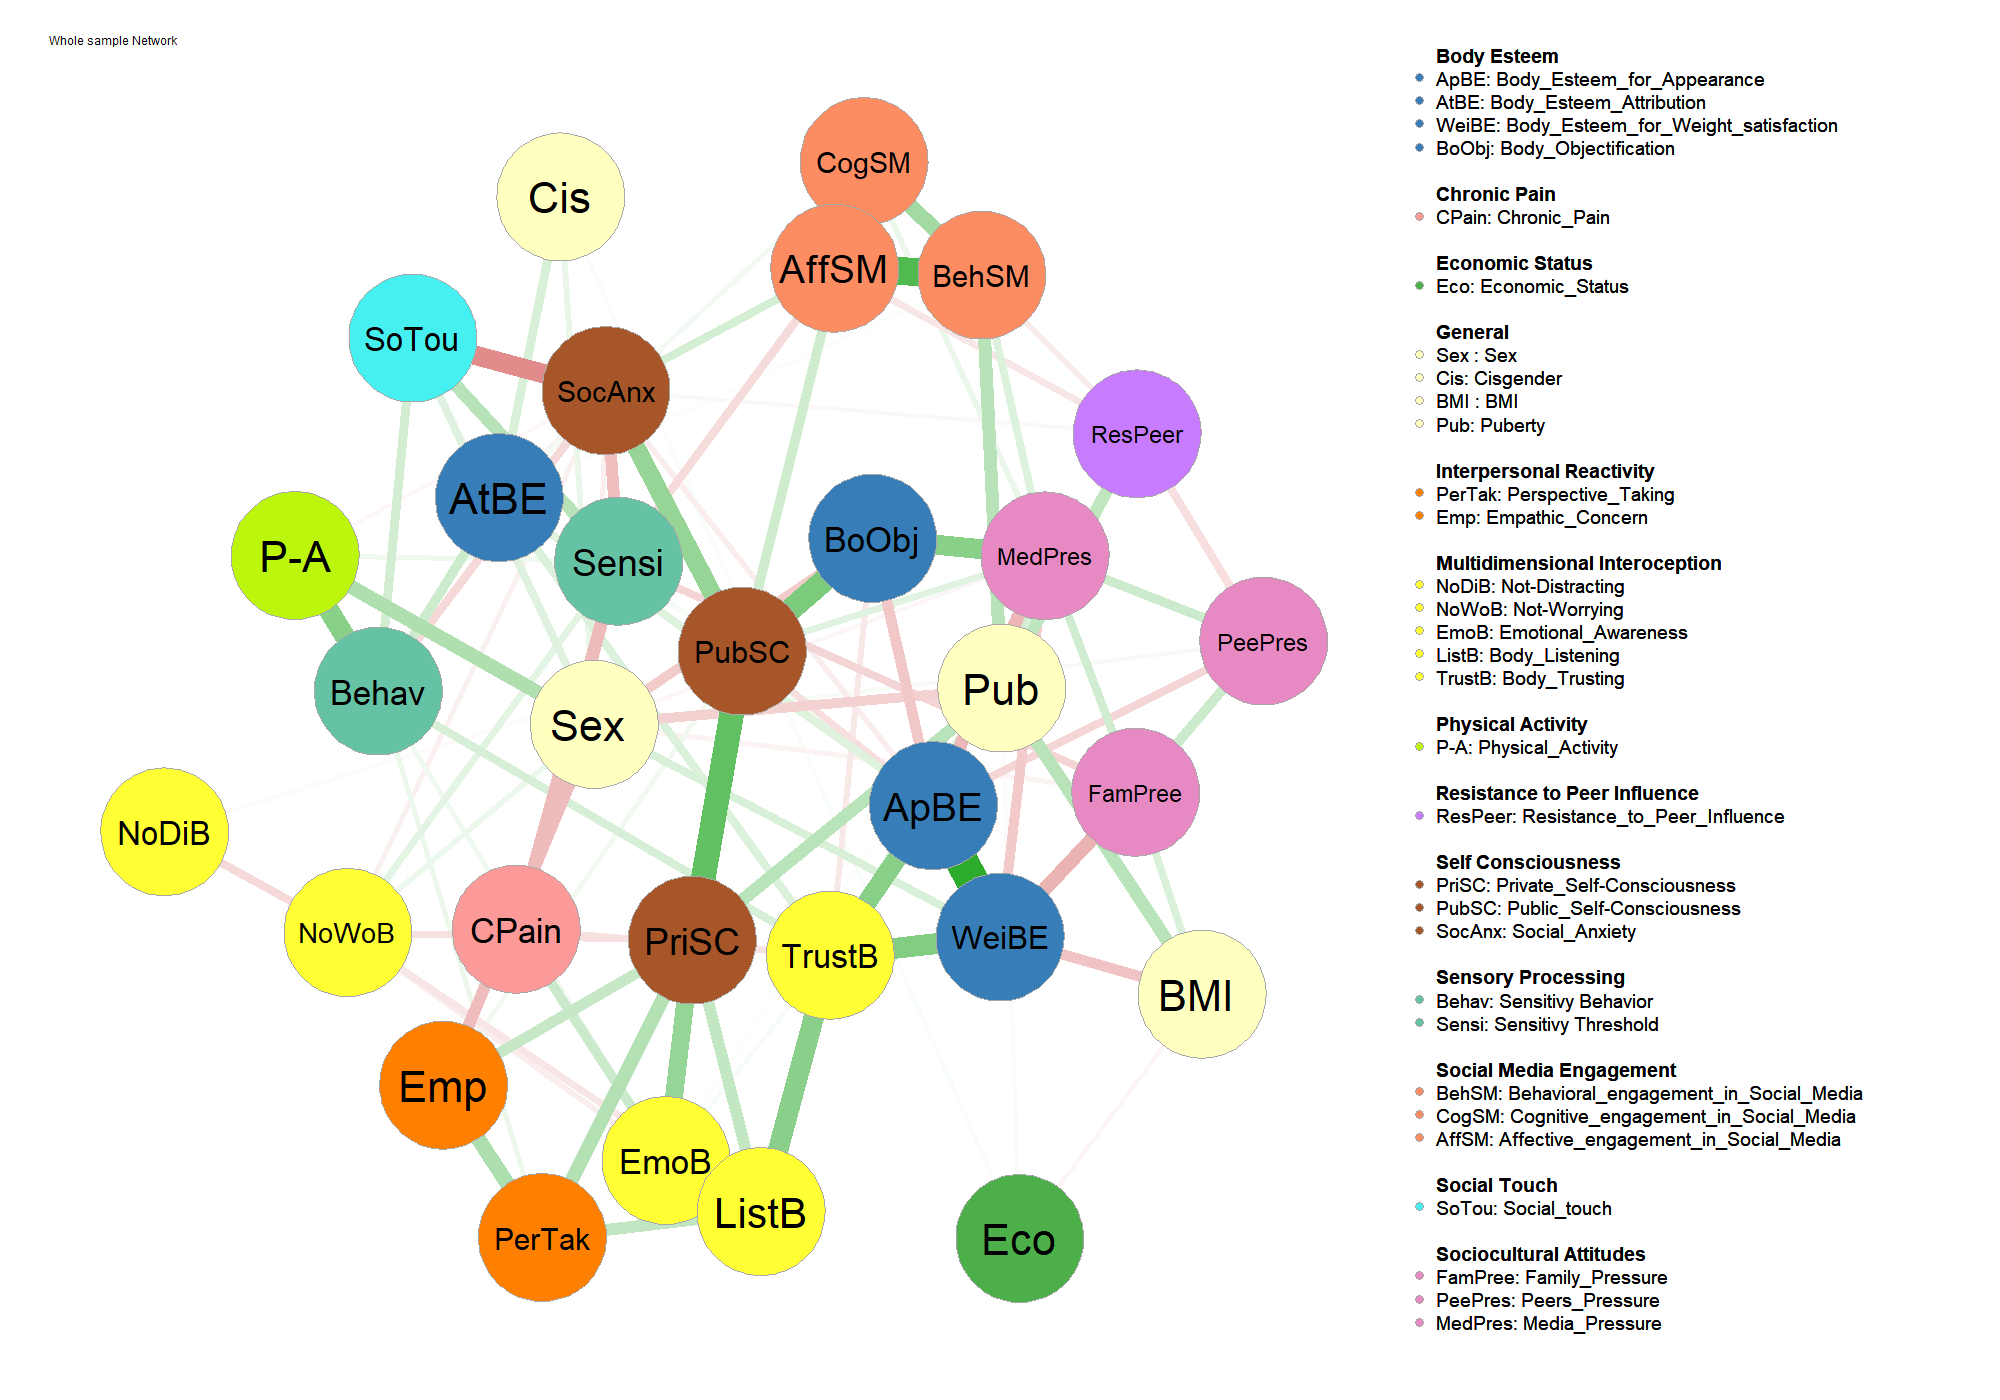 Whole sample Network
CogSM
Cis
AffSM
BehSM
SoTou
SocAnx
ResPeer
AtBE
BoObj
P-A
Sensi
MedPres
PubSC
PeePres
Behav
Pub
Sex
ApBE
FamPree
NoDiB
NoWoB
CPain
PriSC
TrustB
WeiBE
BMI
Emp
EmoB
ListB
PerTak
Eco
Body Esteem
ApBE: Body_Esteem_for_Appearance
AtBE: Body_Esteem_Attribution
WeiBE: Body_Esteem_for_Weight_satisfaction
BoObj: Body_Objectification
Chronic Pain
CPain: Chronic_Pain
Economic Status
Eco: Economic_Status
General
Sex : Sex
Cis: Cisgender
BMI : BMI
Pub: Puberty
Interpersonal Reactivity
PerTak: Perspective_Taking
Emp: Empathic_Concern
Multidimensional Interoception
NoDiB: Not-Distracting
NoWoB: Not-Worrying
EmoB: Emotional_Awareness
ListB: Body_Listening
TrustB: Body_Trusting
Physical Activity
P-A: Physical_Activity
Resistance to Peer Influence
ResPeer: Resistance_to_Peer_Influence
Self Consciousness
PriSC: Private_Self-Consciousness
PubSC: Public_Self-Consciousness
SocAnx: Social_Anxiety
Sensory Processing
Behav: Sensitivy Behavior
Sensi: Sensitivy Threshold
Social Media Engagement
BehSM: Behavioral_engagement_in_Social_Media
CogSM: Cognitive_engagement_in_Social_Media
AffSM: Affective_engagement_in_Social_Media
Social Touch
SoTou: Social_touch
Sociocultural Attitudes
FamPree: Family_Pressure
PeePres: Peers_Pressure
MedPres: Media_Pressure